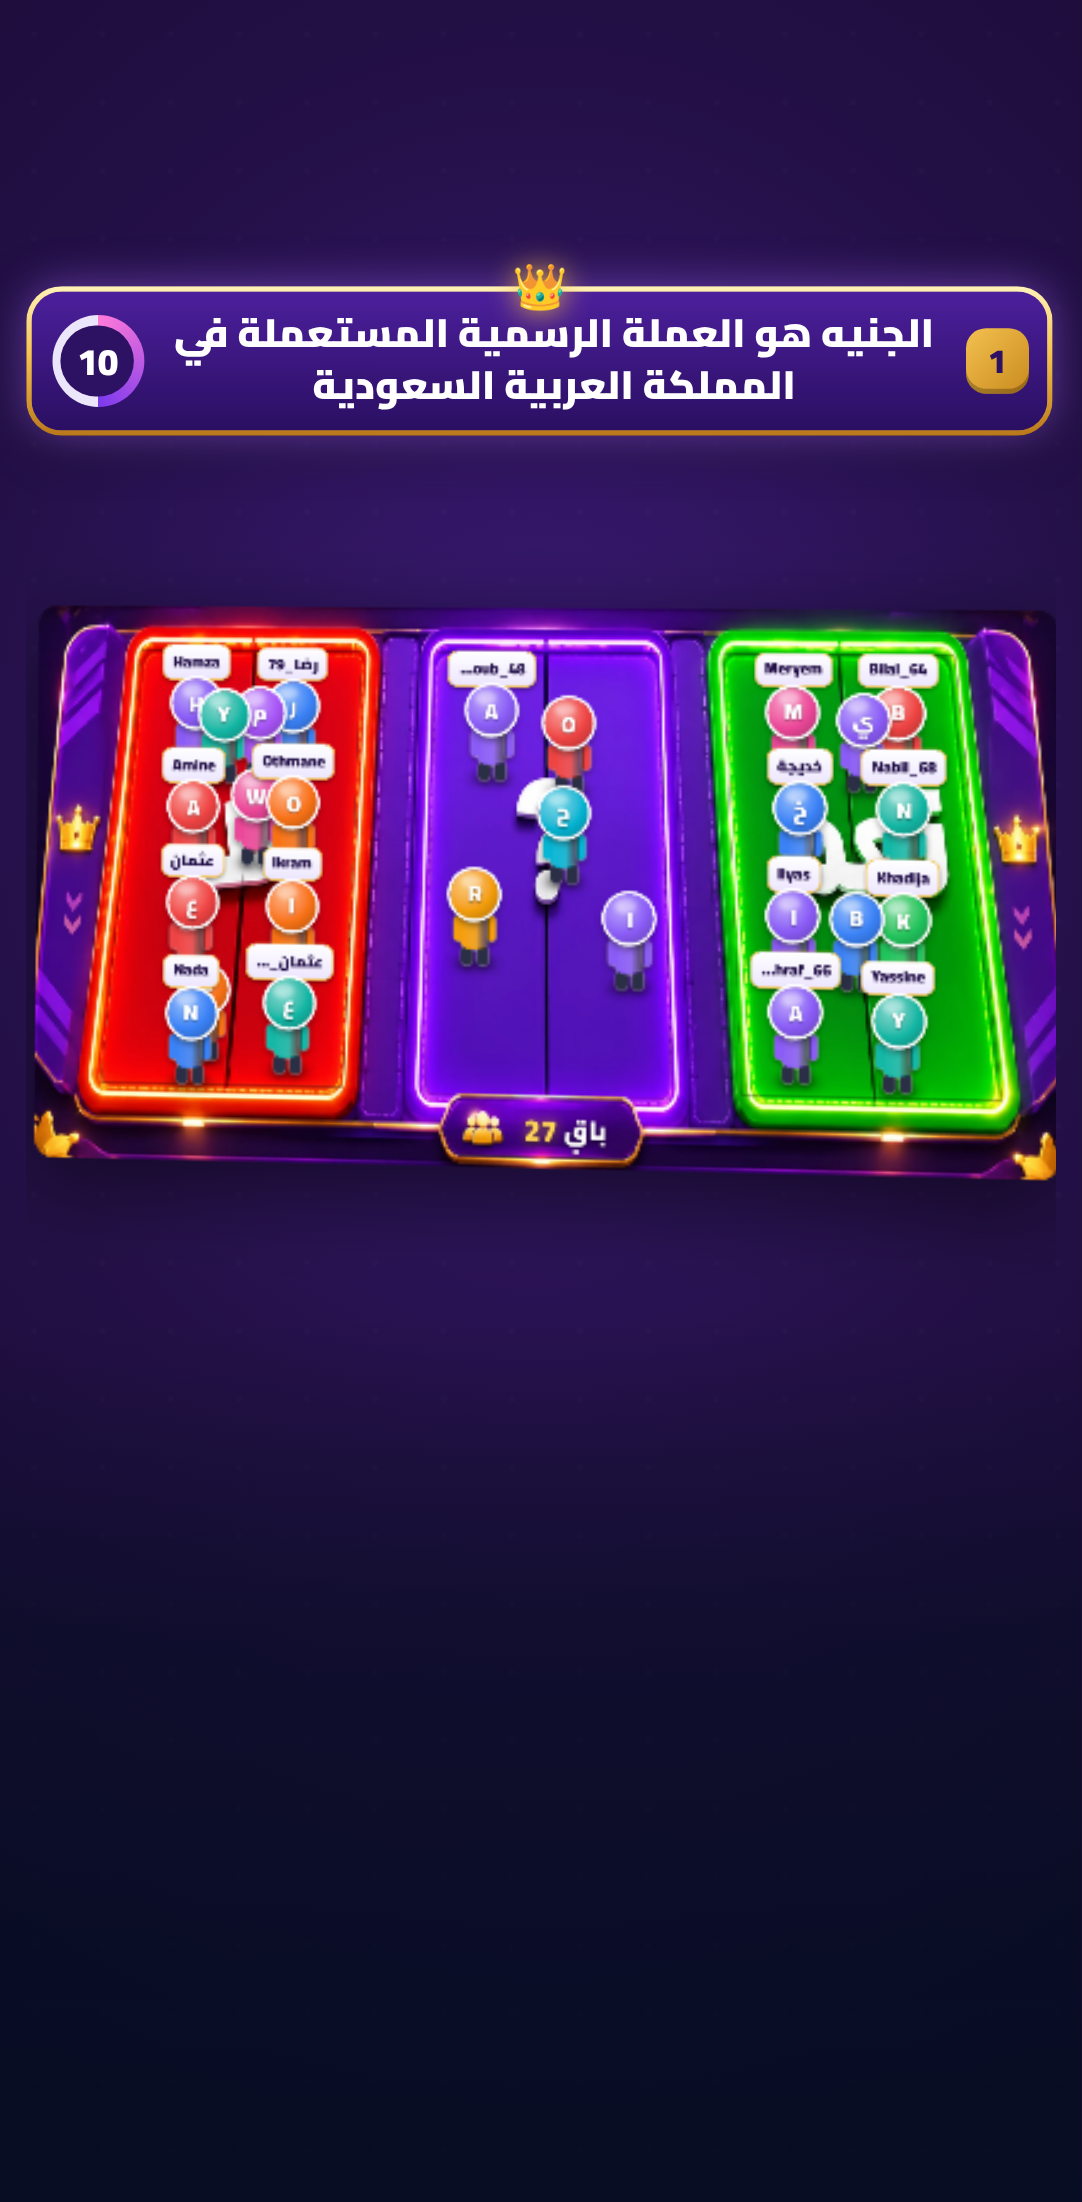 1
الجنيه هو العملة الرسمية المستعملة في
المملكة العربية السعودية
10
Hamza
رضا_79
H
Y
م
J
Amine
Othmane
A
W
O
عثمان
Ikram
ع
I
Nada
عثمان_...
N
ع
...oub_48
A
O
ح
R
I
Meryem
Bilal_64
M
ي
B
خديجة
Nabil_68
خ
N
Ilyas
Khadija
I
B
K
...hraf_66
Yassine
A
Y
باقٍ 27